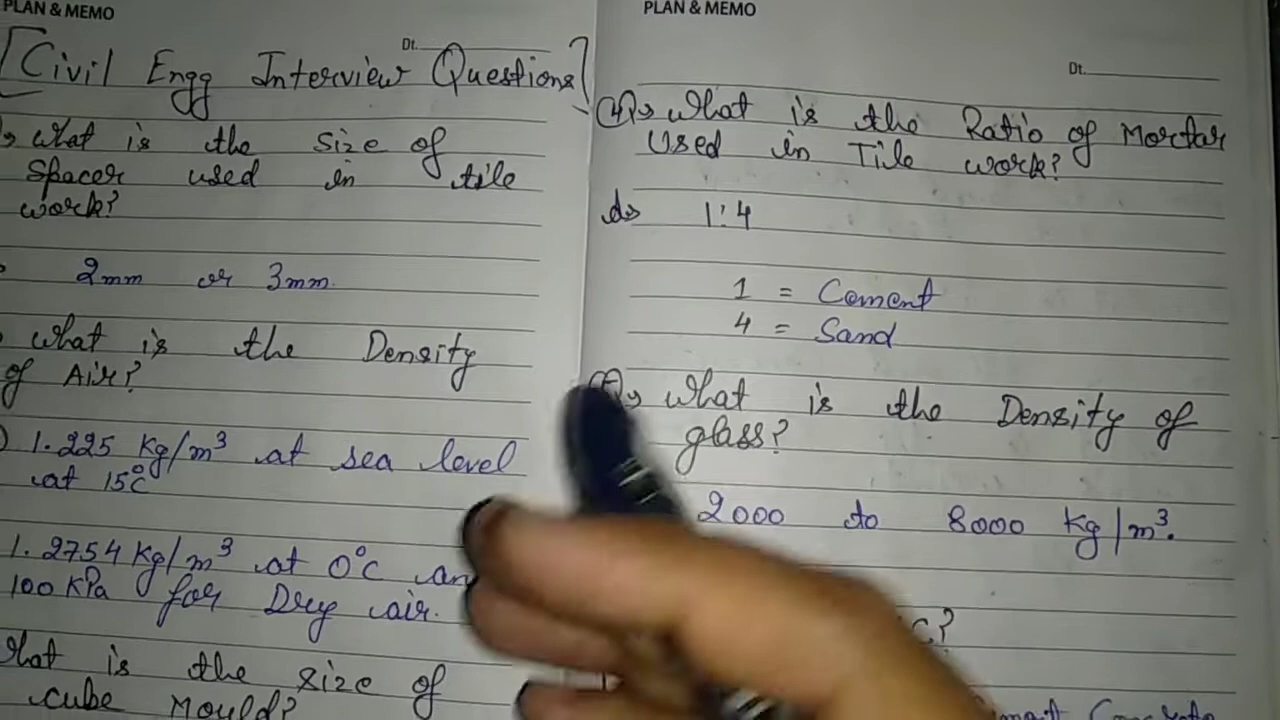 PLAN & MEMO
Dt.
[Civil Engg Interview Questions]
What is the Size of
Spacer used in tile
work?
2mm or 3mm.
What is the Density
of Air?
1.225 Kg/m³ at sea level
at 15°C
1.2754 Kg/m³ at 0°C an
100 KPa for Dry air.
What is the size of
cube Mould?
PLAN & MEMO
Dt.
4) What is the Ratio of Mortar
Used in Tile work?
1:4
1 = Cement
4 = Sand
What is the Density of
glass?
2000 to 8000 Kg/m³.
C?